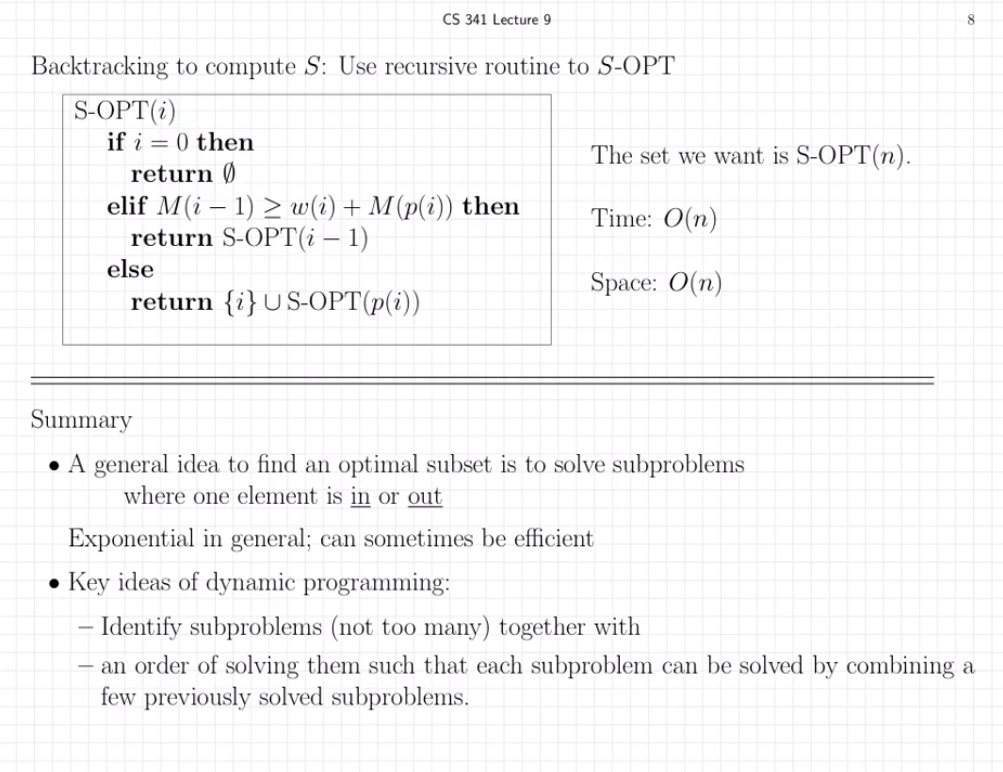 CS 341 Lecture 9
8
Backtracking to compute S: Use recursive routine to S-OPT
S-OPT(i)
if i = 0 then
return ∅
elif M(i − 1) ≥ w(i) + M(p(i)) then
return S-OPT(i − 1)
else
return {i} ∪ S-OPT(p(i))
The set we want is S-OPT(n).
Time: O(n)
Space: O(n)
Summary
• A general idea to find an optimal subset is to solve subproblems
where one element is in or out
Exponential in general; can sometimes be efficient
• Key ideas of dynamic programming:
– Identify subproblems (not too many) together with
– an order of solving them such that each subproblem can be solved by combining a
few previously solved subproblems.